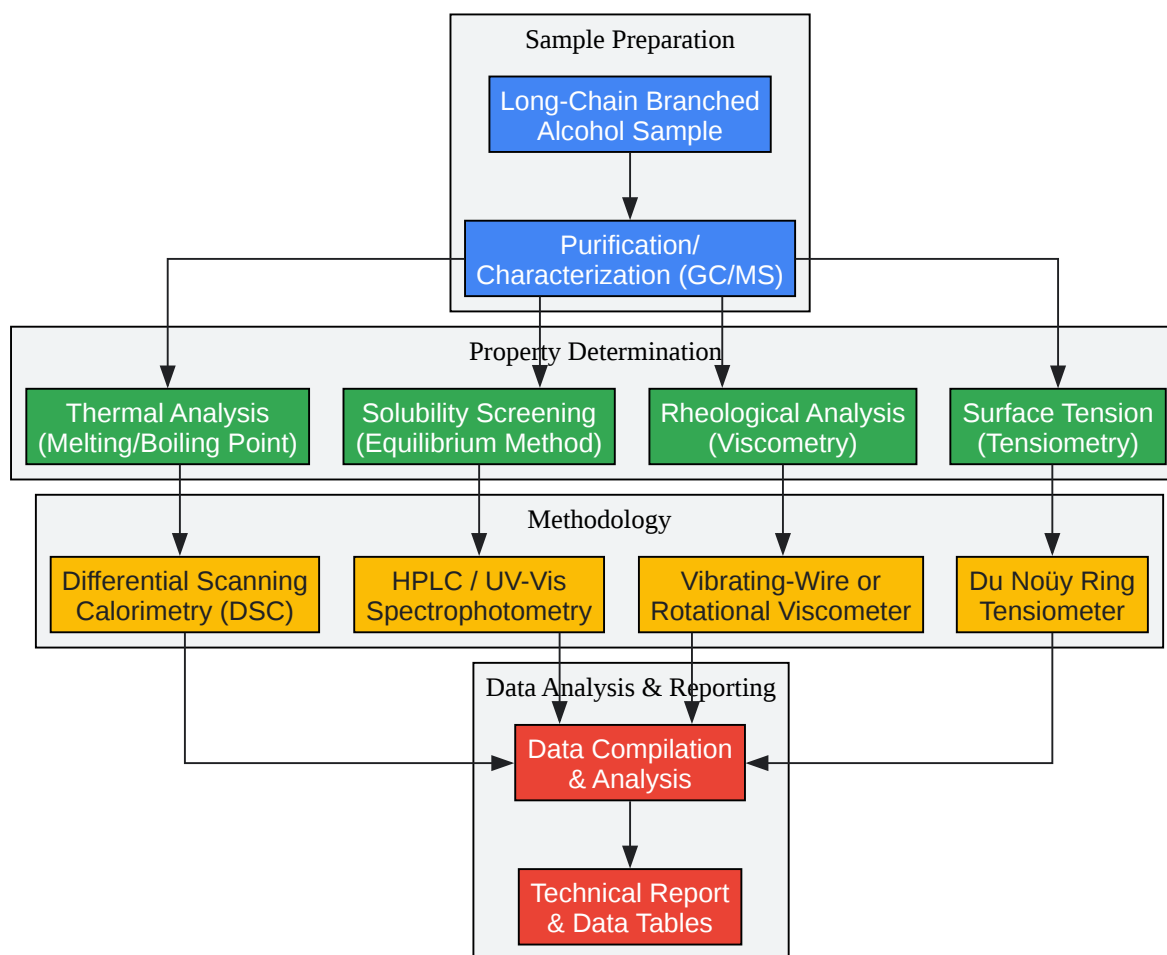 Sample Preparation
Long-Chain Branched
Alcohol Sample
Purification/
Characterization (GC/MS)
Property Determination
Thermal Analysis
(Melting/Boiling Point)
Solubility Screening
(Equilibrium Method)
Rheological Analysis
(Viscometry)
Surface Tension
(Tensiometry)
Methodology
Differential Scanning
Calorimetry (DSC)
HPLC / UV-Vis
Spectrophotometry
Vibrating-Wire or
Rotational Viscometer
Du Noüy Ring
Tensiometer
Data Analysis & Reporting
Data Compilation
& Analysis
Technical Report
& Data Tables